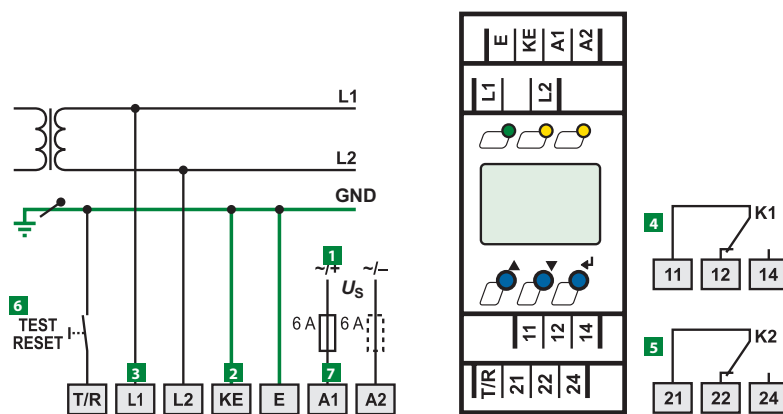 L1
L2
GND
1
~/+ ~/–
US
6 A 6 A
6
TEST
RESET
3 2 7
T/R L1 L2 KE E A1 A2
E KE A1 A2
L1 L2
11 12 14
T/R 21 22 24
4
K1
11 12 14
5
K2
21 22 24